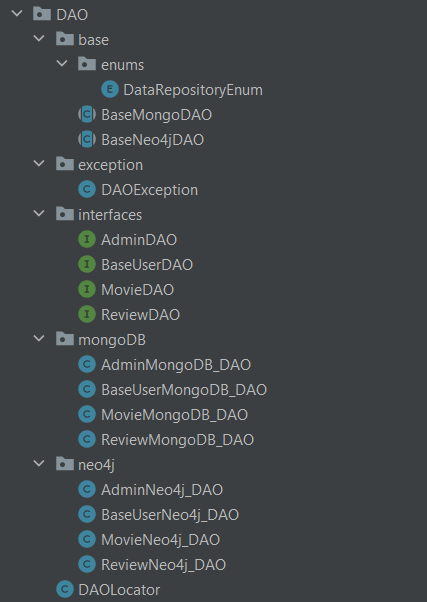 DAO
base
enums
E DataRepositoryEnum
C BaseMongoDAO
C BaseNeo4jDAO
exception
C DAOException
interfaces
I AdminDAO
I BaseUserDAO
I MovieDAO
I ReviewDAO
mongoDB
C AdminMongoDB_DAO
C BaseUserMongoDB_DAO
C MovieMongoDB_DAO
C ReviewMongoDB_DAO
neo4j
C AdminNeo4j_DAO
C BaseUserNeo4j_DAO
C MovieNeo4j_DAO
C ReviewNeo4j_DAO
C DAOLocator